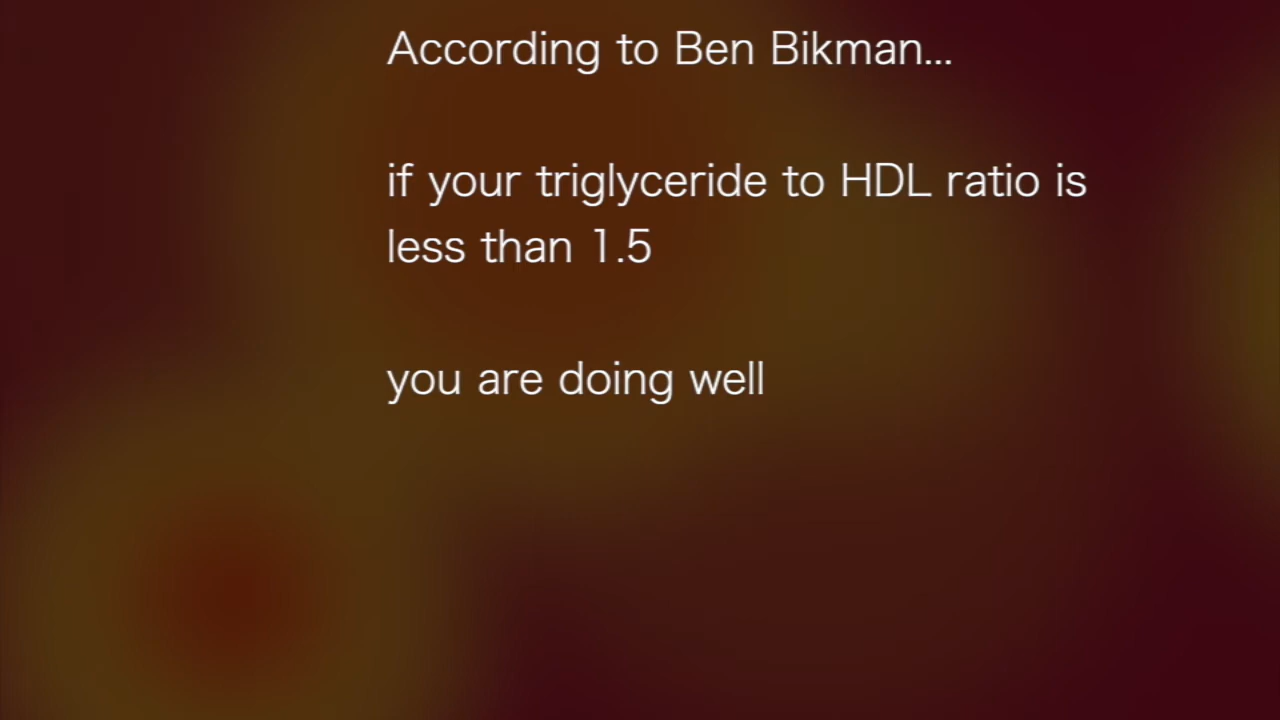 According to Ben Bikman...
if your triglyceride to HDL ratio is
less than 1.5
you are doing well